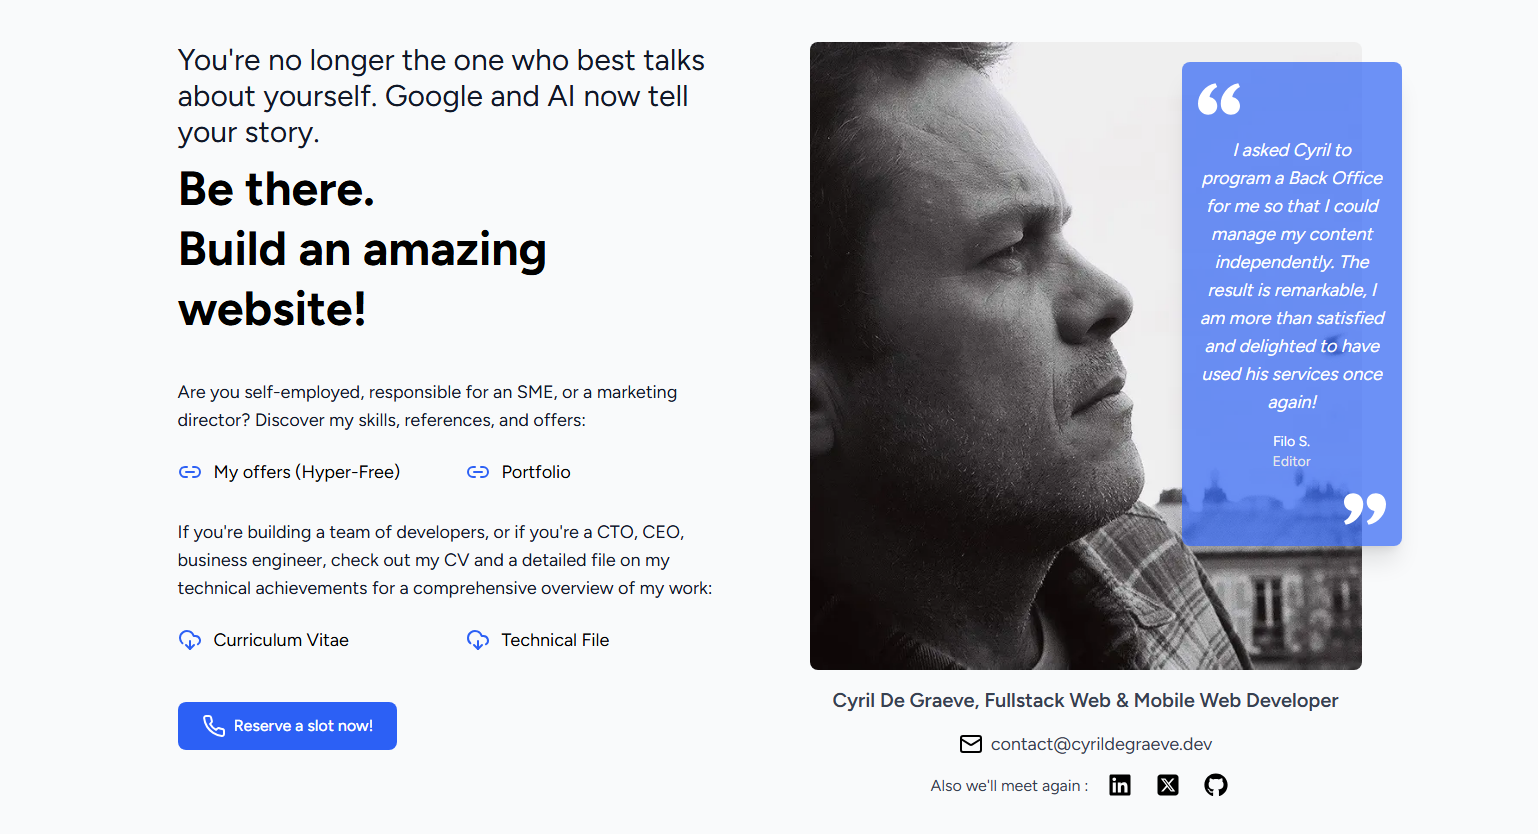 You're no longer the one who best talks
about yourself. Google and AI now tell
your story.
Be there.
Build an amazing
website!
Are you self-employed, responsible for an SME, or a marketing
director? Discover my skills, references, and offers:
My offers (Hyper-Free)
Portfolio
If you're building a team of developers, or if you're a CTO, CEO,
business engineer, check out my CV and a detailed file on my
technical achievements for a comprehensive overview of my work:
Curriculum Vitae
Technical File
Reserve a slot now!
“
I asked Cyril to
program a Back Office
for me so that I could
manage my content
independently. The
result is remarkable, I
am more than satisfied
and delighted to have
used his services once
again!
Filo S.
Editor
”
Cyril De Graeve, Fullstack Web & Mobile Web Developer
contact@cyrildegraeve.dev
Also we'll meet again :